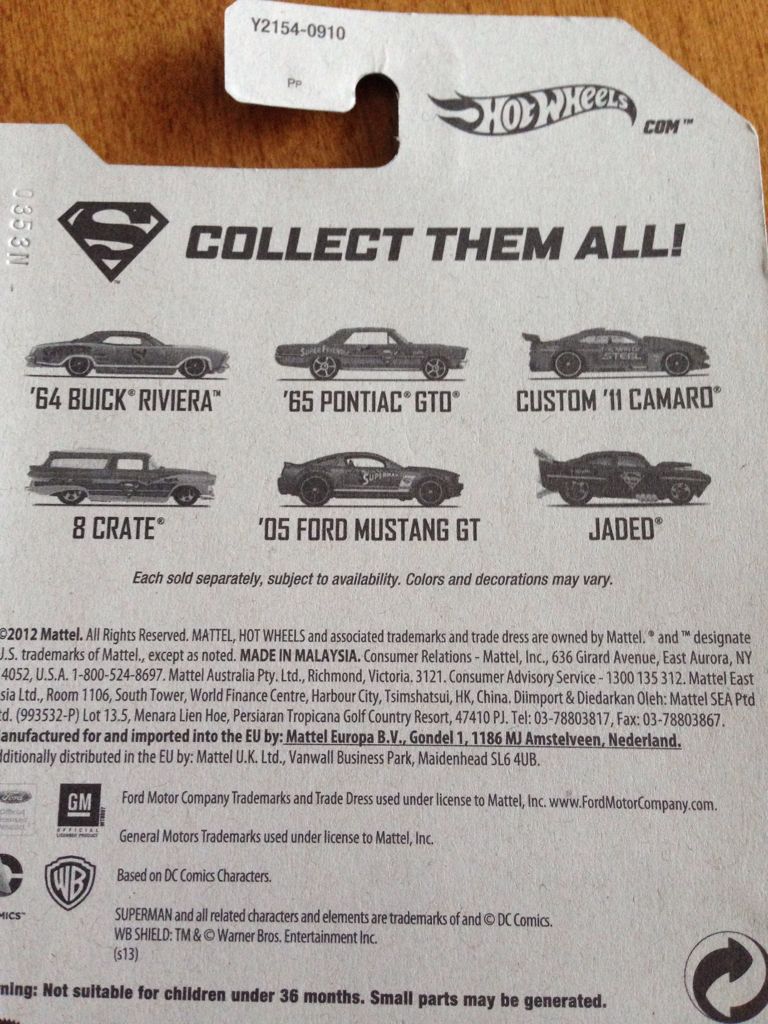 Y2154-0910
Pp
HOT WHEELS
COM™
0353N
S
COLLECT THEM ALL!
SUPER FRIENDS
STEEL
'64 BUICK® RIVIERA™
'65 PONTIAC® GTO®
CUSTOM '11 CAMARO®
SUPERMAN
8 CRATE®
'05 FORD MUSTANG GT
JADED®
Each sold separately, subject to availability. Colors and decorations may vary.
©2012 Mattel. All Rights Reserved. MATTEL, HOT WHEELS and associated trademarks and trade dress are owned by Mattel. ® and ™ designate
U.S. trademarks of Mattel., except as noted. MADE IN MALAYSIA. Consumer Relations - Mattel, Inc., 636 Girard Avenue, East Aurora, NY
4052, U.S.A. 1-800-524-8697. Mattel Australia Pty. Ltd., Richmond, Victoria. 3121. Consumer Advisory Service - 1300 135 312. Mattel East
sia Ltd., Room 1106, South Tower, World Finance Centre, Harbour City, Tsimshatsui, HK, China. Diimport & Diedarkan Oleh: Mattel SEA Ptd
td. (993532-P) Lot 13.5, Menara Lien Hoe, Persiaran Tropicana Golf Country Resort, 47410 PJ. Tel: 03-78803817, Fax: 03-78803867.
anufactured for and imported into the EU by: Mattel Europa B.V., Gondel 1, 1186 MJ Amstelveen, Nederland.
dditionally distributed in the EU by: Mattel U.K. Ltd., Vanwall Business Park, Maidenhead SL6 4UB.
Ford
GM
OFFICIAL
LICENSED PRODUCT
Ford Motor Company Trademarks and Trade Dress used under license to Mattel, Inc. www.FordMotorCompany.com.
General Motors Trademarks used under license to Mattel, Inc.
MICS™
WB
Based on DC Comics Characters.
SUPERMAN and all related characters and elements are trademarks of and © DC Comics.
WB SHIELD: TM & © Warner Bros. Entertainment Inc.
(s13)
ning: Not suitable for children under 36 months. Small parts may be generated.